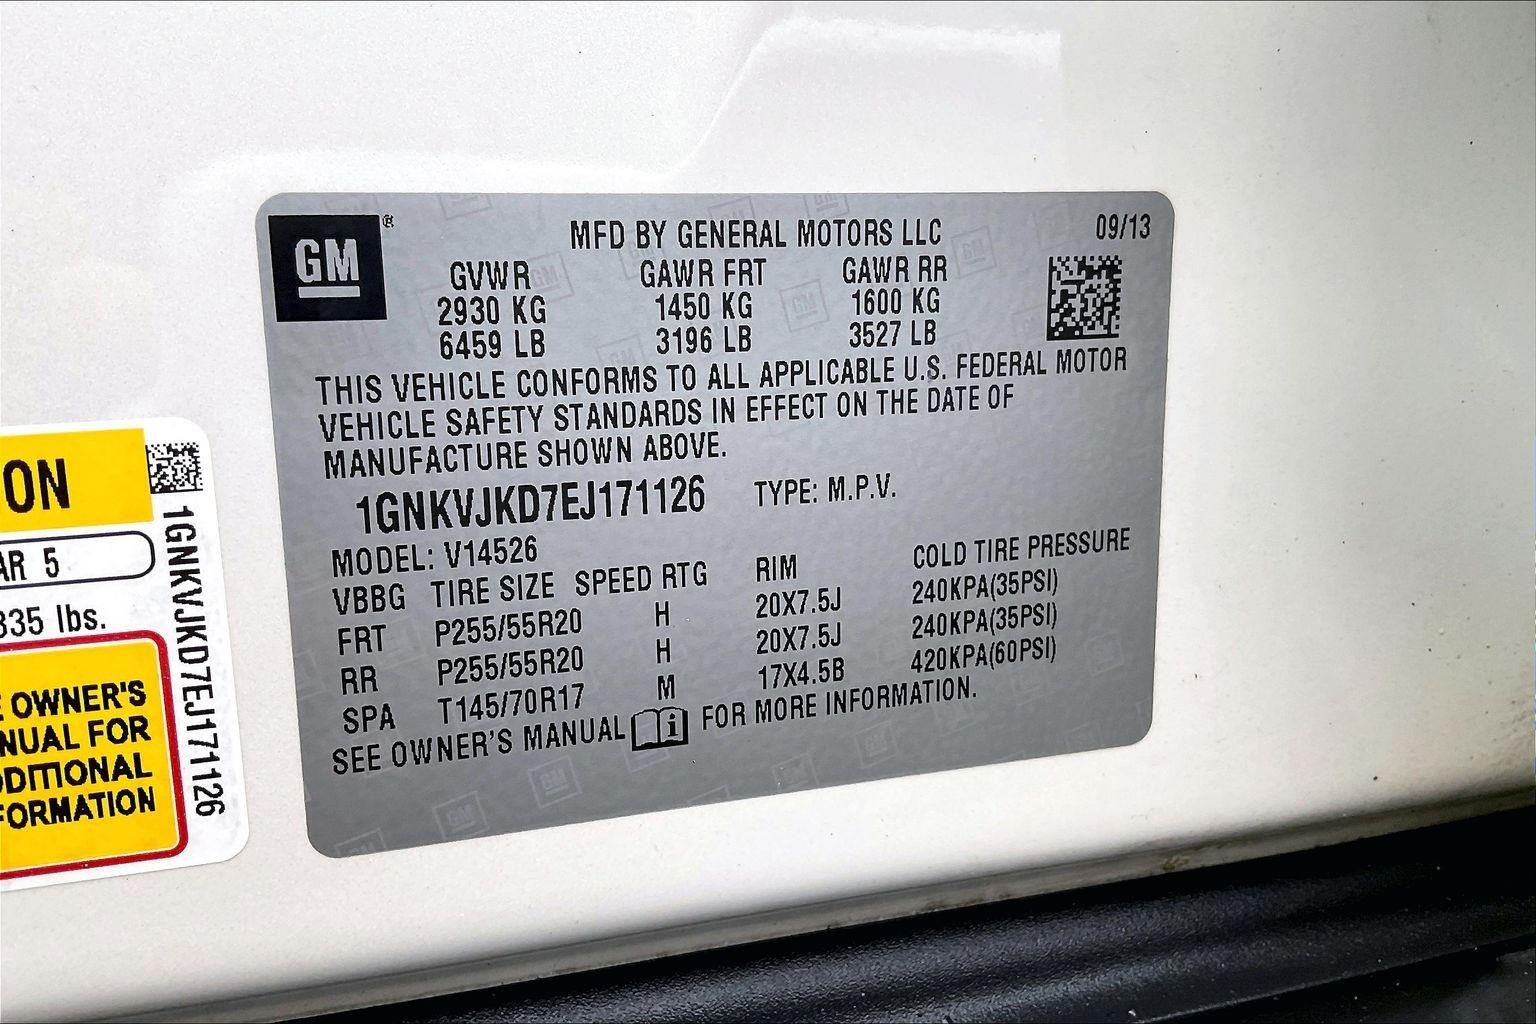 GM
MFD BY GENERAL MOTORS LLC 09/13
GVWR GAWR FRT GAWR RR
2930 KG 1450 KG 1600 KG
6459 LB 3196 LB 3527 LB
THIS VEHICLE CONFORMS TO ALL APPLICABLE U.S. FEDERAL MOTOR
VEHICLE SAFETY STANDARDS IN EFFECT ON THE DATE OF
MANUFACTURE SHOWN ABOVE.
1GNKVJKD7EJ171126 TYPE: M.P.V.
MODEL: V14526
VBBG TIRE SIZE SPEED RTG RIM COLD TIRE PRESSURE
FRT P255/55R20 H 20X7.5J 240KPA(35PSI)
RR P255/55R20 H 20X7.5J 240KPA(35PSI)
SPA T145/70R17 M 17X4.5B 420KPA(60PSI)
SEE OWNER'S MANUAL i FOR MORE INFORMATION.
ON
AR 5
335 lbs.
E OWNER'S
NUAL FOR
DDITIONAL
FORMATION
1GNKVJKD7EJ171126